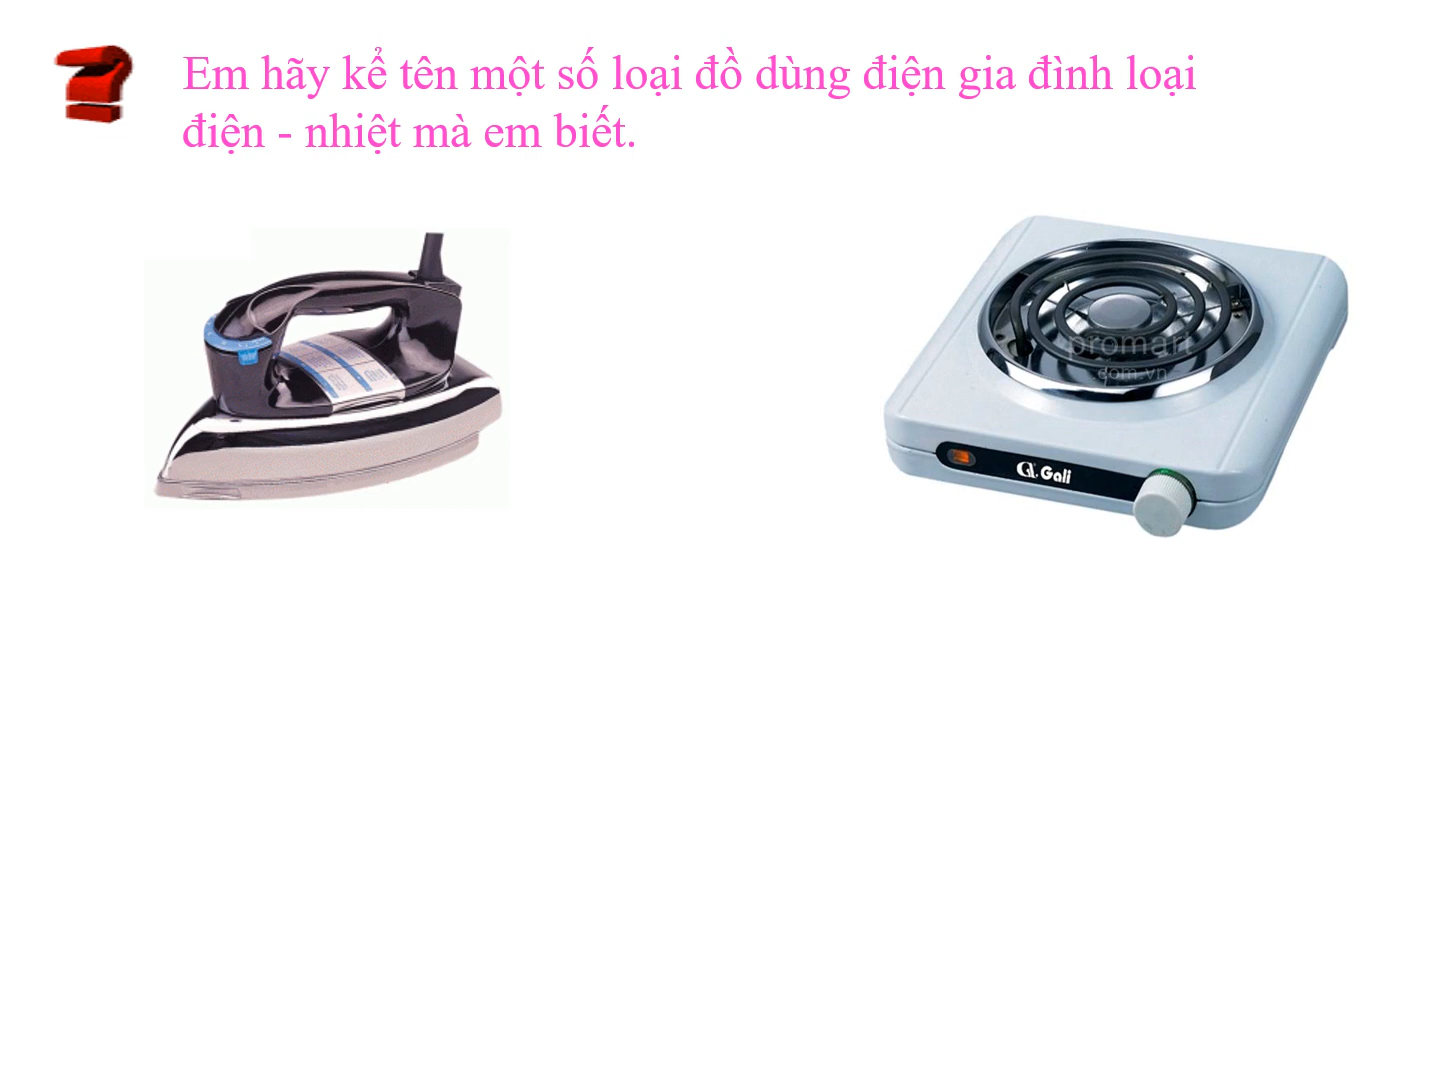 Em hãy kể tên một số loại đồ dùng điện gia đình loại
điện - nhiệt mà em biết.
promart
com.vn
Gali